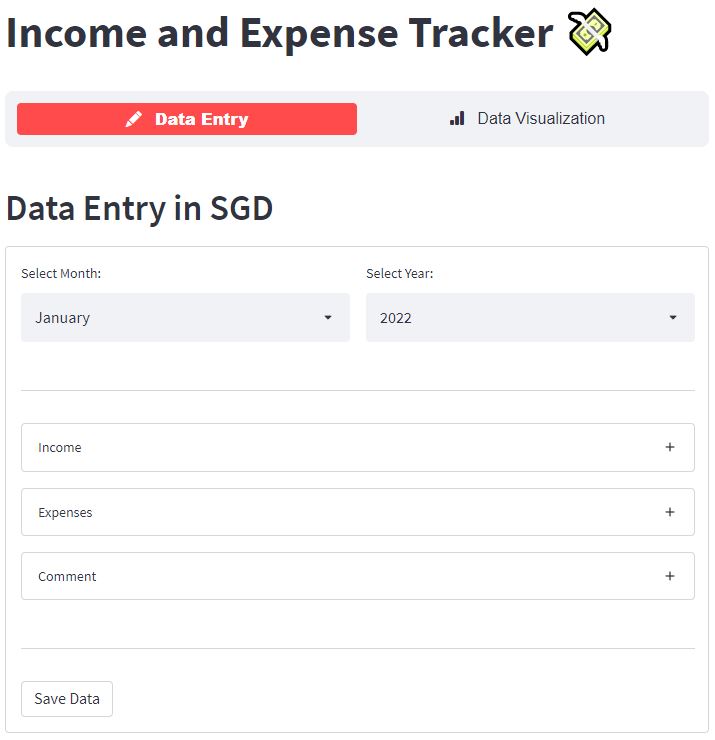 Income and Expense Tracker
Data Entry
Data Visualization
Data Entry in SGD
Select Month:
Select Year:
January
2022
Income
Expenses
Comment
Save Data